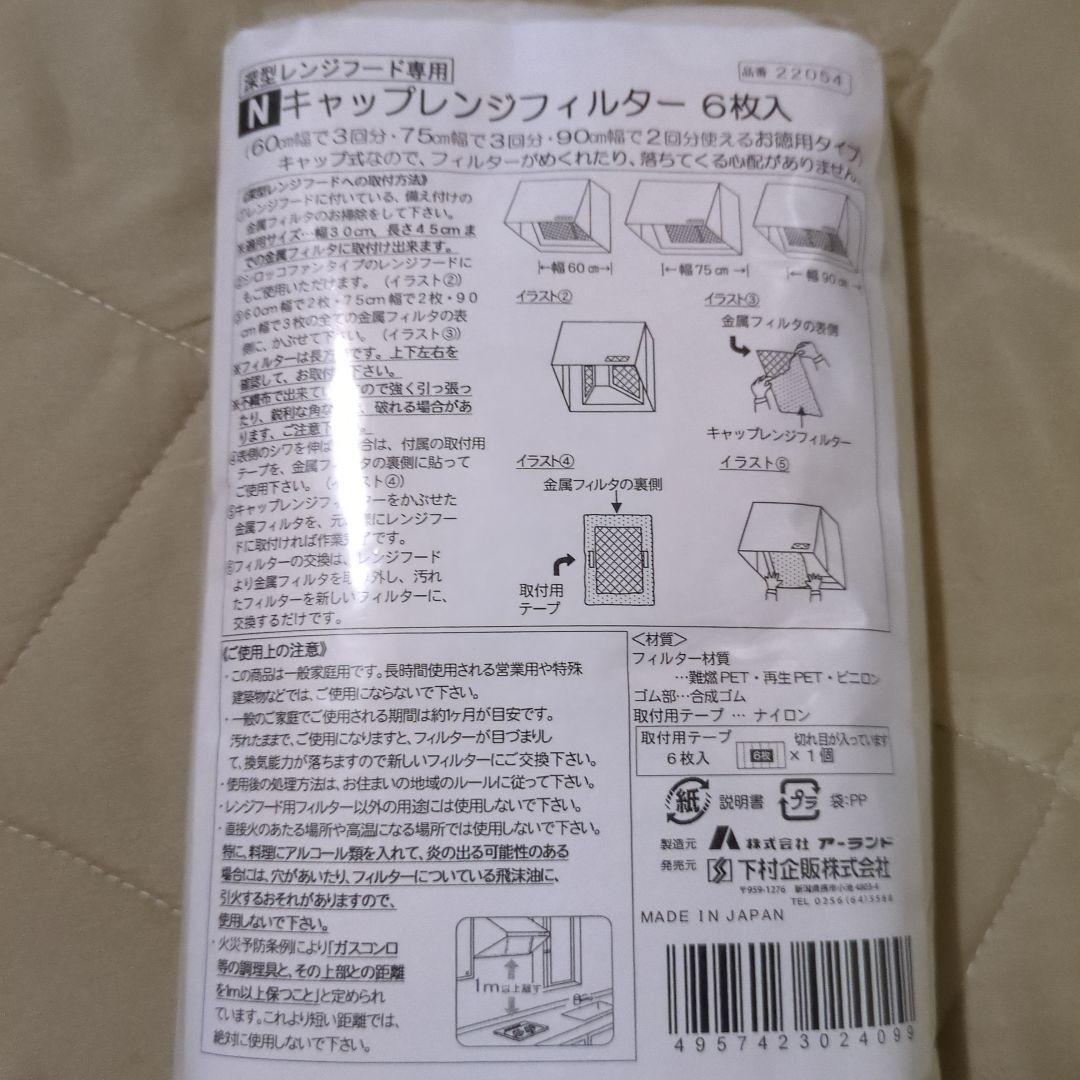 深型レンジフード専用
品番 22054
N キャップレンジフィルター 6枚入
(60cm幅で3回分・75cm幅で3回分・90cm幅で2回分使えるお徳用タイプ)
キャップ式なので、フィルターがめくれたり、落ちてくる心配がありません。
《深型レンジフードへの取付方法》
①レンジフードに付いている、備え付けの
金属フィルタのお掃除をして下さい。
※適用サイズ…幅30cm、長さ45cmま
での金属フィルタに取付け出来ます。
②シロッコファンタイプのレンジフードに
もご使用いただけます。(イラスト②)
③60cm幅で2枚・75cm幅で2枚・90
cm幅で3枚の全ての金属フィルタの表
側に、かぶせて下さい。(イラスト③)
※フィルターは長方です。上下左右を
確認して、お取付下さい。
※不織布で出来てので強く引っ張っ
たり、鋭利な角な、破れる場合があ
ります、ご注意下。
④表側のシワを伸ば合は、付属の取付用
テープを、金属フィルタの裏側に貼って
ご使用下さい。(イラスト④)
⑤キャップレンジフィルターをかぶせた
金属フィルタを、元様にレンジフー
ドに取付ければ作業完了です。
⑥フィルターの交換は、レンジフード
より金属フィルタを取外し、汚れ
たフィルターを新しいフィルターに、
交換するだけです。
|←幅60cm→|
|←幅75cm→|
|←幅90cm→|
イラスト②
イラスト③
金属フィルタの表側
キャップレンジフィルター
イラスト④
金属フィルタの裏側
取付用
テープ
イラスト⑤
《ご使用上の注意》
・この商品は一般家庭用です。長時間使用される営業用や特殊
建築物などでは、ご使用にならないで下さい。
・一般のご家庭でご使用される期間は約1ヶ月が目安です。
汚れたままで、ご使用になりますと、フィルターが目づまりし
て、換気能力が落ちますので新しいフィルターにご交換下さい。
・使用後の処理方法は、お住まいの地域のルールに従って下さい。
・レンジフード用フィルター以外の用途には使用しないで下さい。
・直接火のあたる場所や高温になる場所では使用しないで下さい。
特に、料理にアルコール類を入れて、炎の出る可能性のある
場合には、穴があいたり、フィルターについている飛沫油に、
引火するおそれがありますので、
使用しないで下さい。
・火災予防条例により「ガスコンロ
等の調理具と、その上部との距離
を1m以上保つこと」と定められ
ています。これより短い距離では、
絶対に使用しないで下さい。
1m以上離す
<材質>
フィルター材質
…難燃PET・再生PET・ビニロン
ゴム部…合成ゴム
取付用テープ … ナイロン
取付用テープ
6枚入
6枚
切れ目が入っています
×1個
紙 説明書
プラ 袋:PP
製造元 株式会社 アーランド
発売元 下村企販株式会社
〒959-1276 新潟県燕市小池4803-4
TEL 0256(64)5588
MADE IN JAPAN
4957423024099